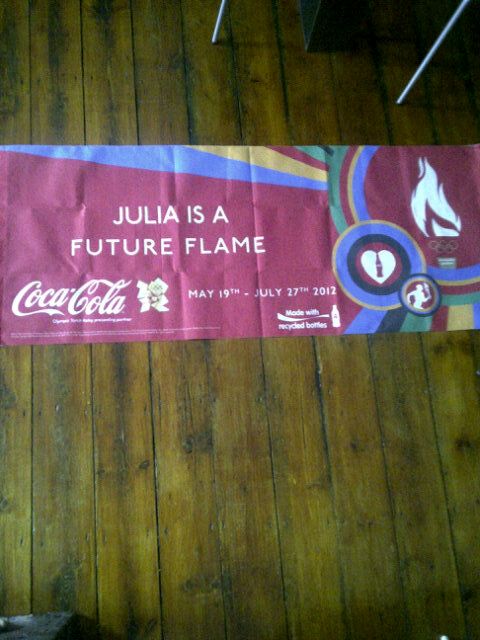 JULIA IS A
FUTURE FLAME
Coca-Cola
Olympic Torch Relay presenting partner
MAY 19TH - JULY 27TH 2012
Made with
recycled bottles